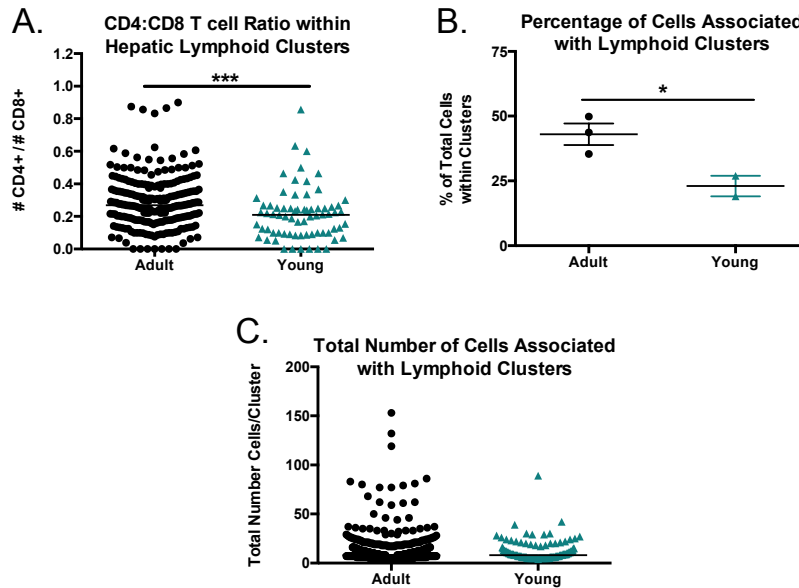 A.
CD4:CD8 T cell Ratio within
Hepatic Lymphoid Clusters
# CD4+ / # CD8+
1.2
1.0
0.8
0.6
0.4
0.2
0.0
***
Adult
Young
B.
Percentage of Cells Associated
with Lymphoid Clusters
% of Total Cells
within Clusters
75
50
25
0
*
Adult
Young
C.
Total Number of Cells Associated
with Lymphoid Clusters
Total Number Cells/Cluster
200
150
100
50
0
Adult
Young